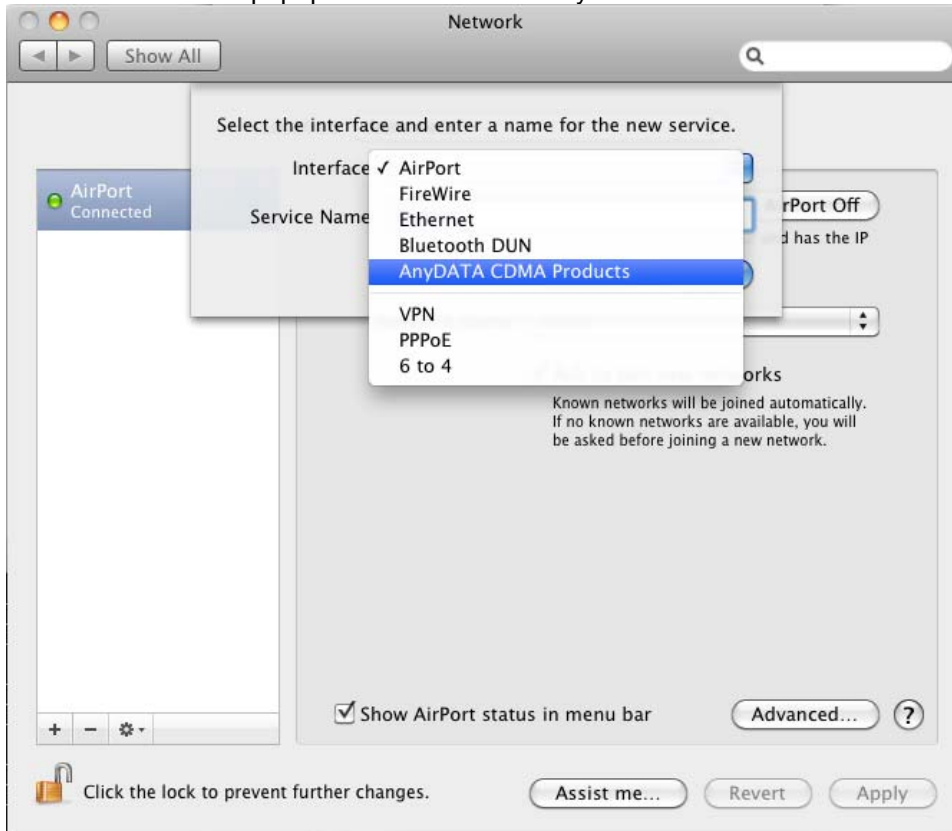 Network
Show All
Select the interface and enter a name for the new service.
Interface ✓ AirPort
FireWire
AirPort
Connected
rPort Off
Service Name
Ethernet
d has the IP
Bluetooth DUN
AnyDATA CDMA Products
VPN
PPPoE
6 to 4
orks
Known networks will be joined automatically.
If no known networks are available, you will
be asked before joining a new network.
Show AirPort status in menu bar
Advanced...
?
Click the lock to prevent further changes.
Assist me...
Revert
Apply